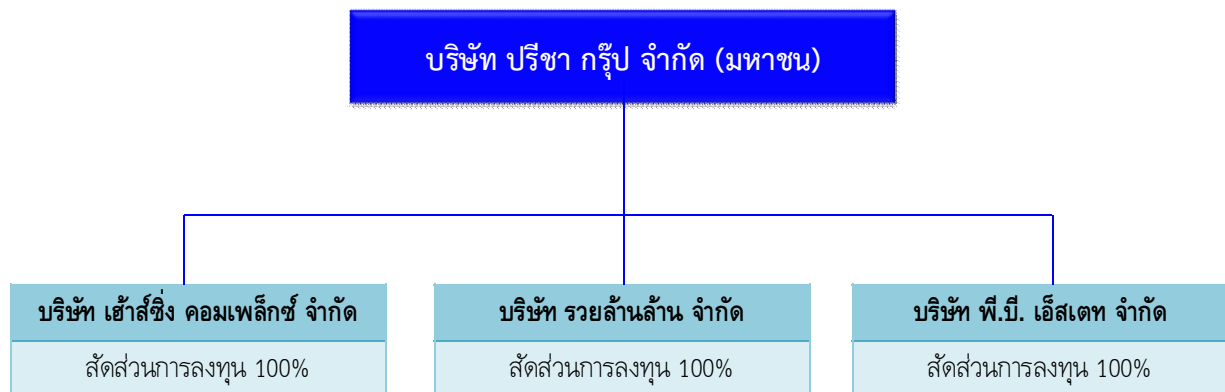 บริษัท ปรีชา กรุ๊ป จำกัด (มหาชน)
บริษัท เฮ้าส์ซิ่ง คอมเพล็กซ์ จำกัด
สัดส่วนการลงทุน 100%
บริษัท รวยล้านล้าน จำกัด
สัดส่วนการลงทุน 100%
บริษัท พี.บี. เอ็สเตท จำกัด
สัดส่วนการลงทุน 100%